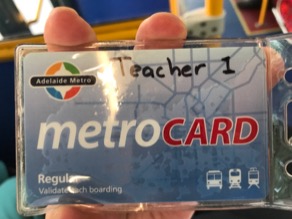 Adelaide Metro
Teacher 1
metroCARD
Regular
Validate each boarding